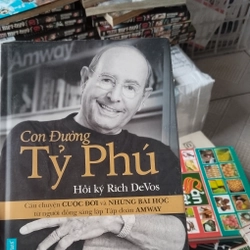 Amway
Con Đường
Tỷ Phú
Hồi ký Rich DeVos
Câu chuyện CUỘC ĐỜI và NHỮNG BÀI HỌC
từ người đồng sáng lập Tập đoàn AMWAY